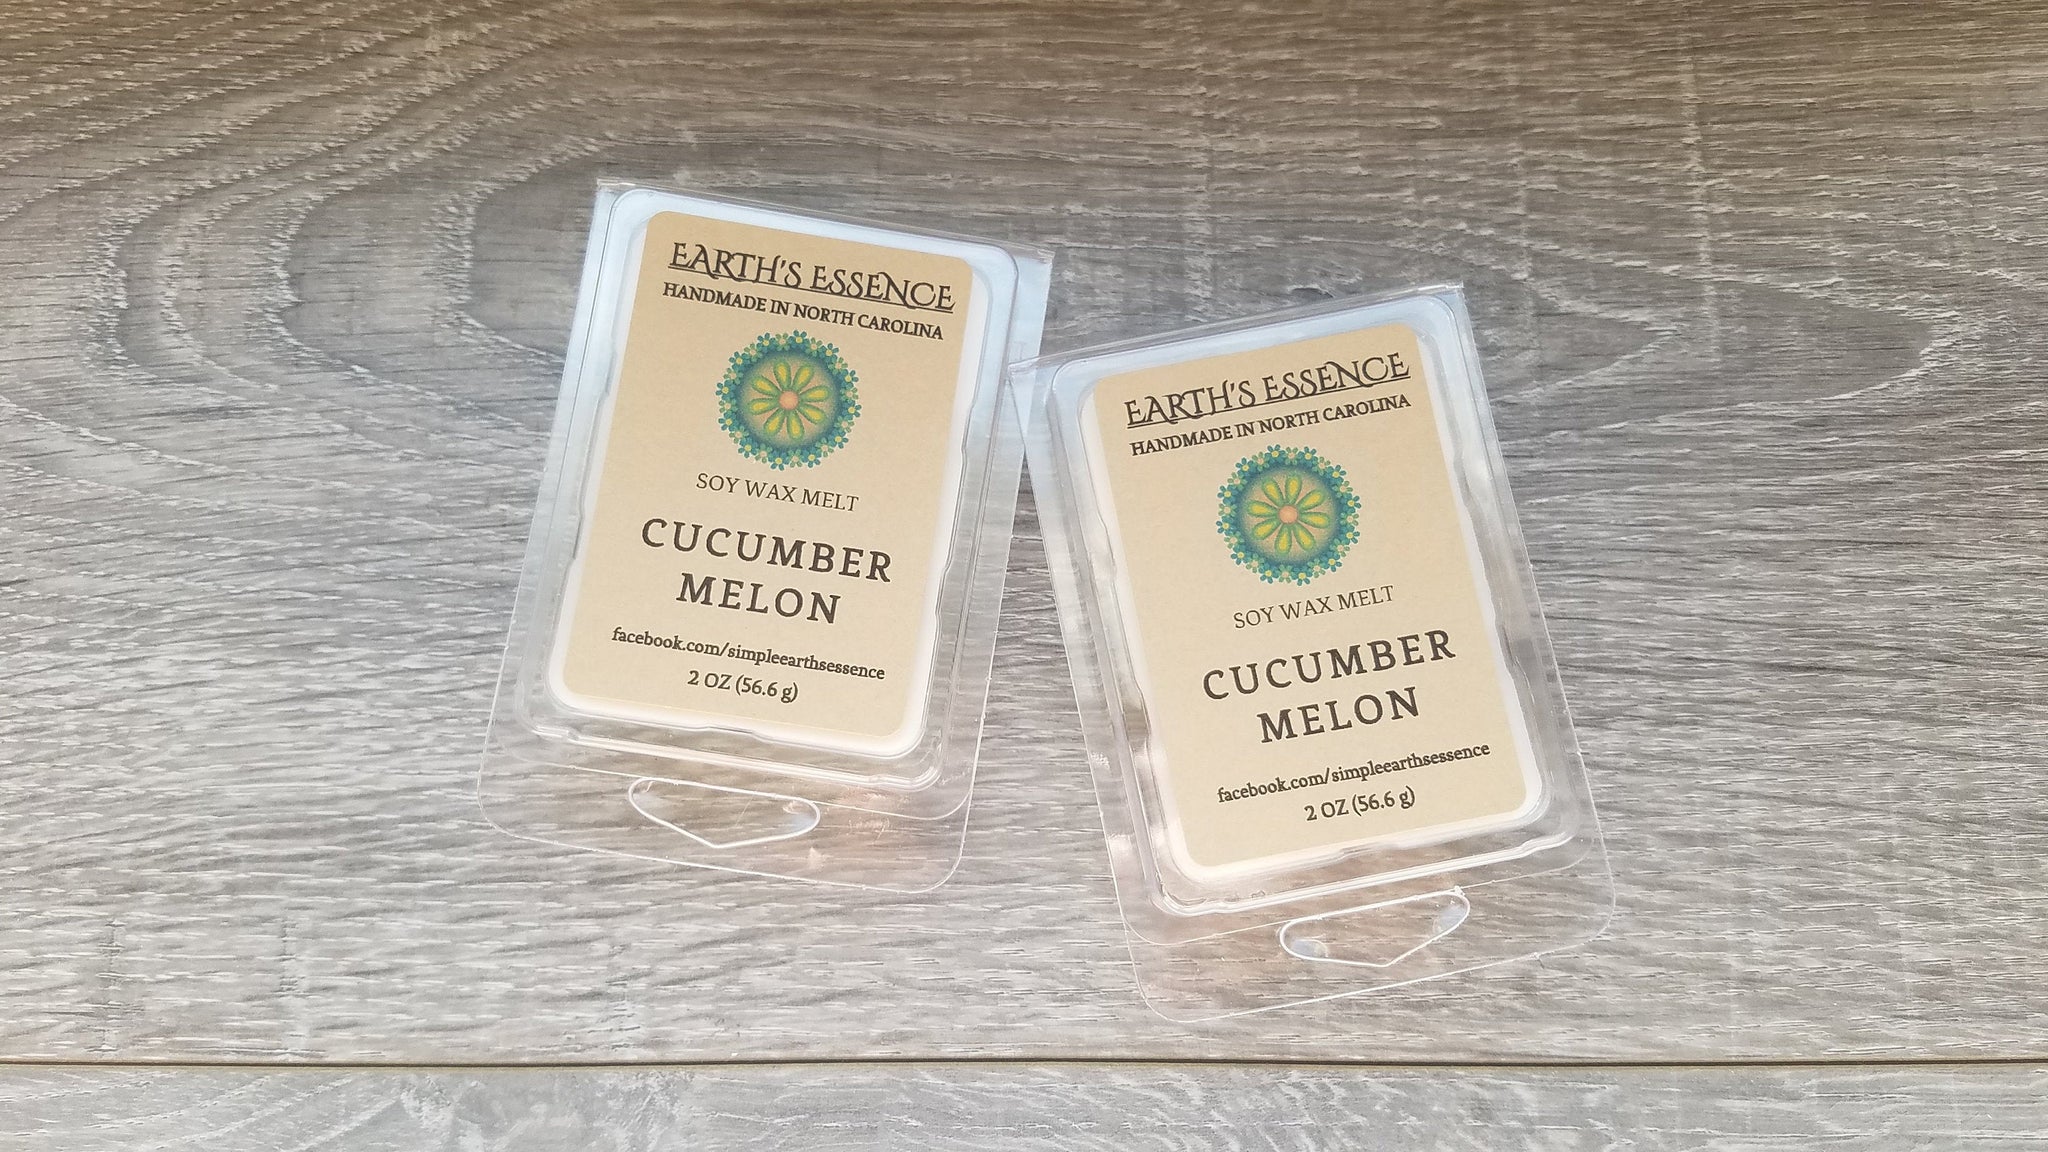 EARTH'S ESSENCE
HANDMADE IN NORTH CAROLINA
SOY WAX MELT
CUCUMBER
MELON
facebook.com/simpleearthsessence
2 OZ (56.6 g)
EARTH'S ESSENCE
HANDMADE IN NORTH CAROLINA
SOY WAX MELT
CUCUMBER
MELON
facebook.com/simpleearthsessence
2 OZ (56.6 g)